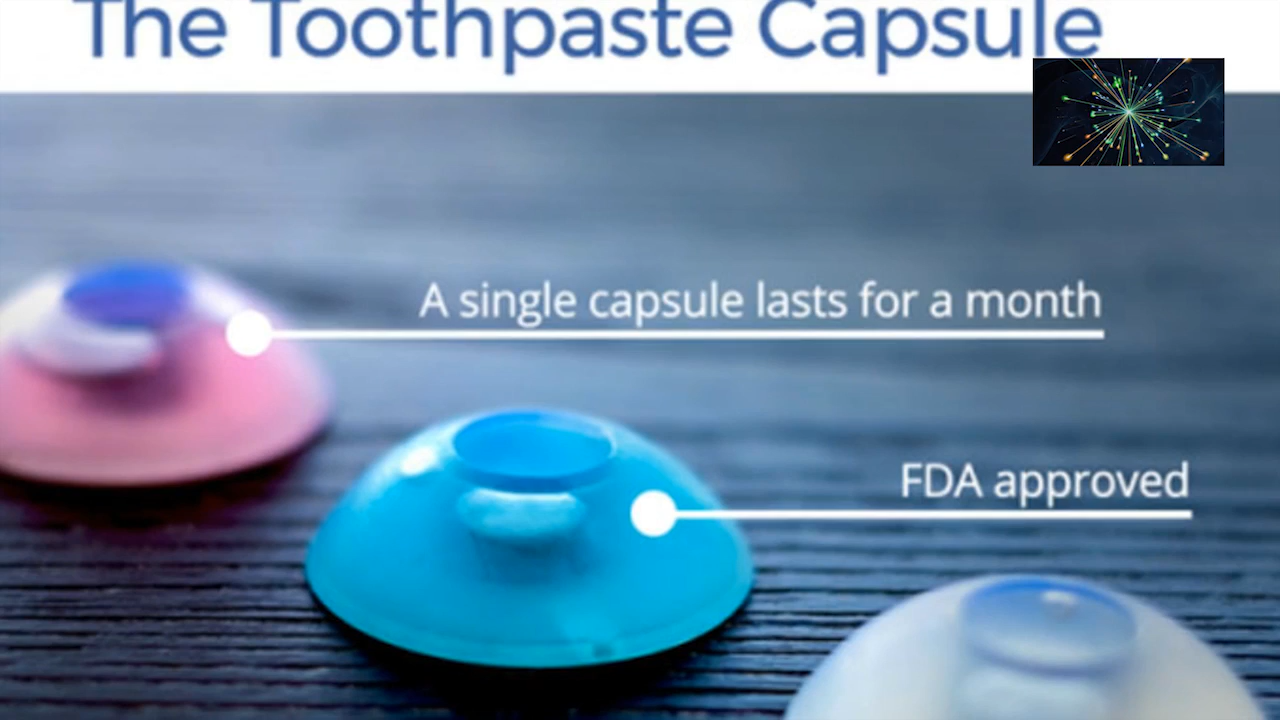 The Toothpaste Capsule
A single capsule lasts for a month
FDA approved